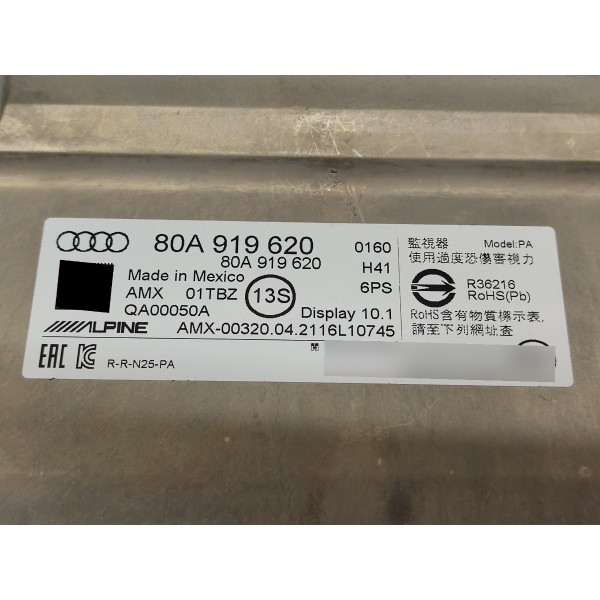 80A 919 620 0160
80A 919 620 H41
Made in Mexico 6PS
AMX 01TBZ 13S
QA00050A Display 10.1
ALPINE AMX-00320.04.2116L10745
EAC R-R-N25-PA
監視器 Model:PA
使用過度恐傷害視力
R36216
RoHS(Pb)
RoHS含有物質標示表,
請至下列網址查